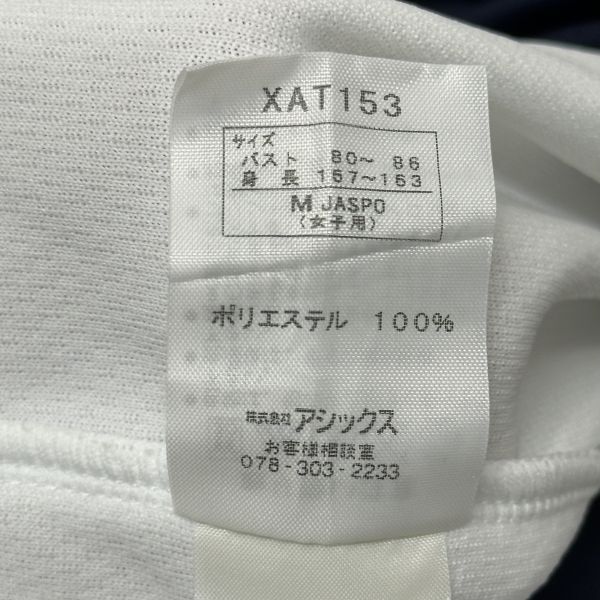 XAT153
サイズ
バスト 80～ 86
身 長 157～163
M JASPO
(女子用)
ポリエステル 100%
株式会社アシックス
お客様相談室
078-303-2233